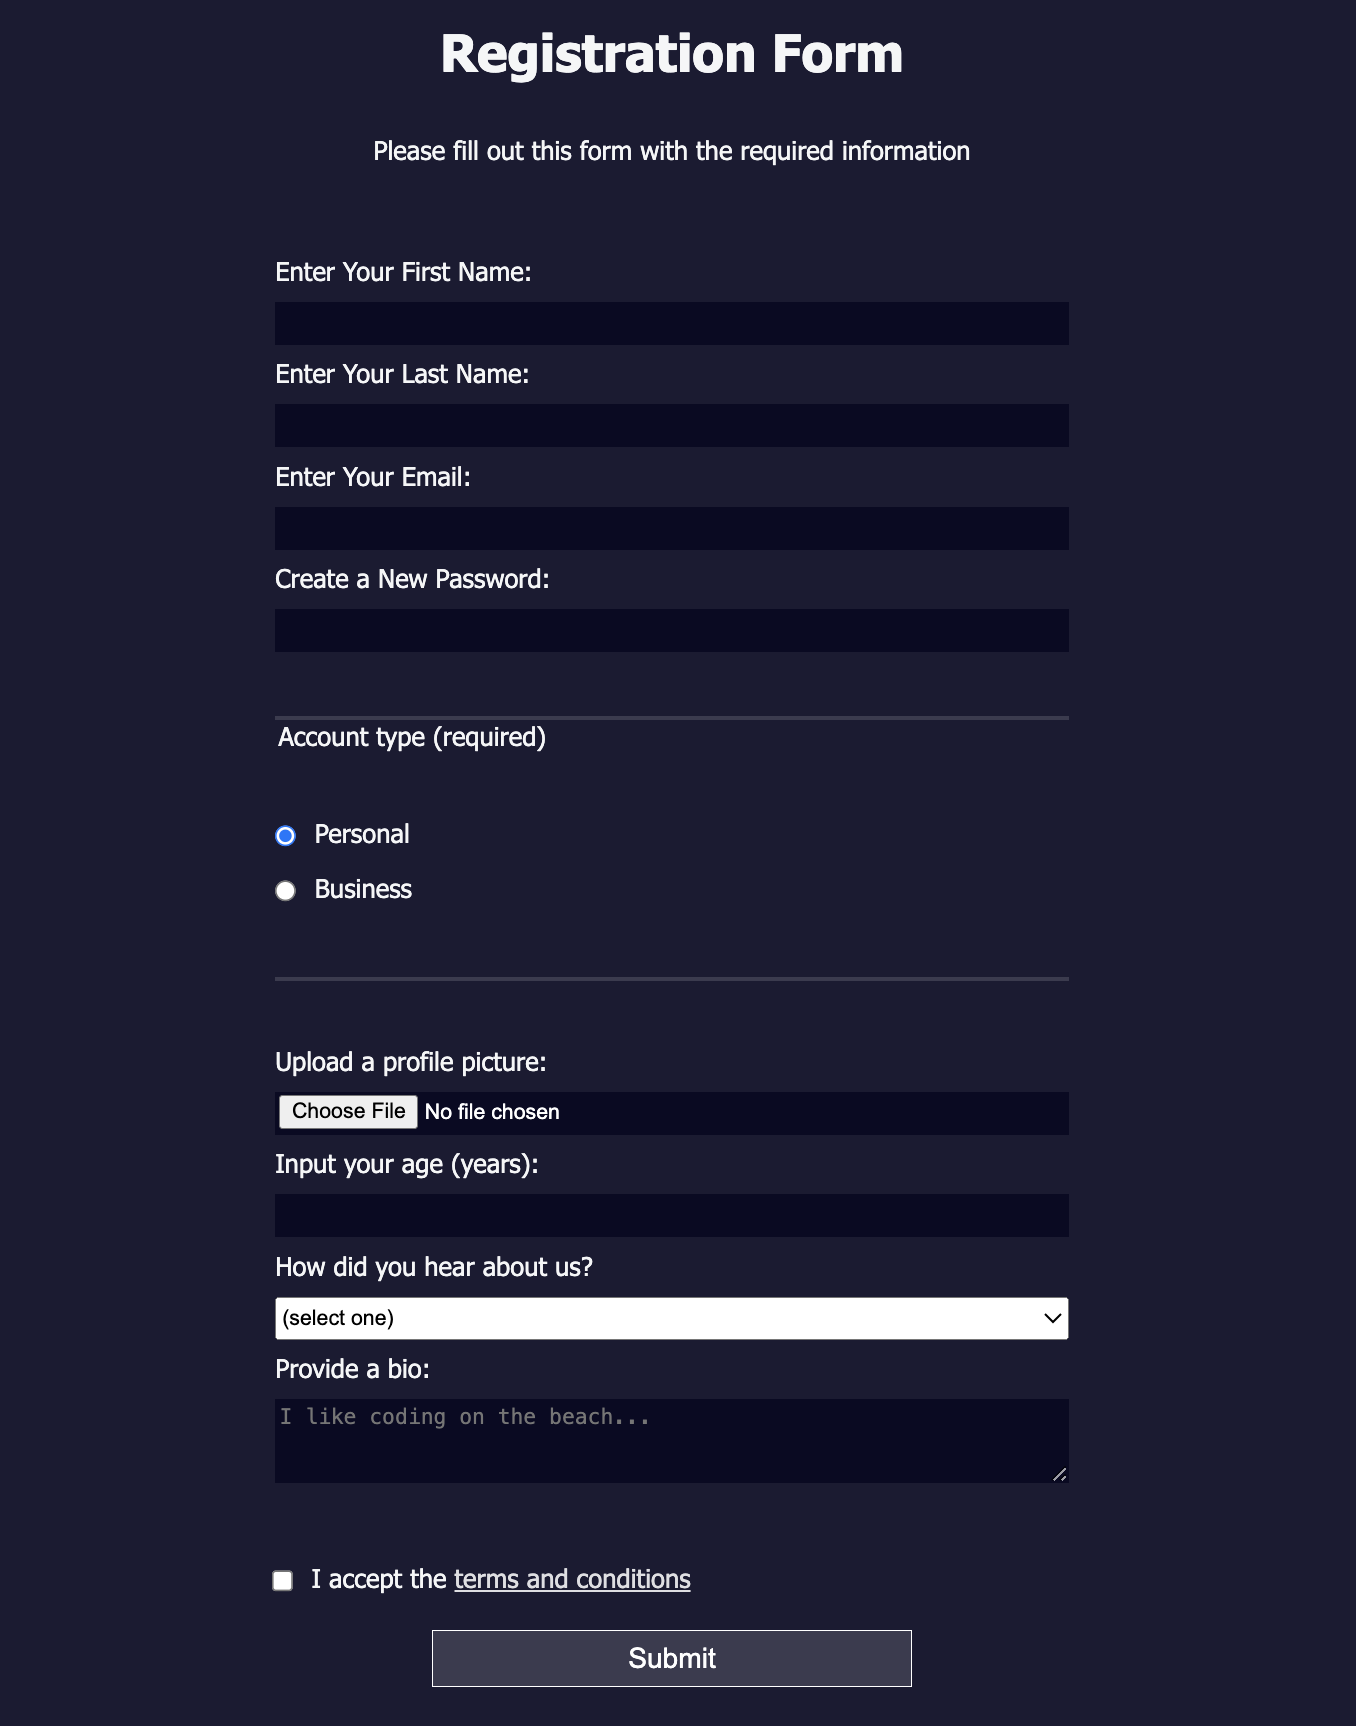 Registration Form
Please fill out this form with the required information
Enter Your First Name:
Enter Your Last Name:
Enter Your Email:
Create a New Password:
Account type (required)
Personal
Business
Upload a profile picture:
Choose File No file chosen
Input your age (years):
How did you hear about us?
(select one)
Provide a bio:
I like coding on the beach...
I accept the terms and conditions
Submit